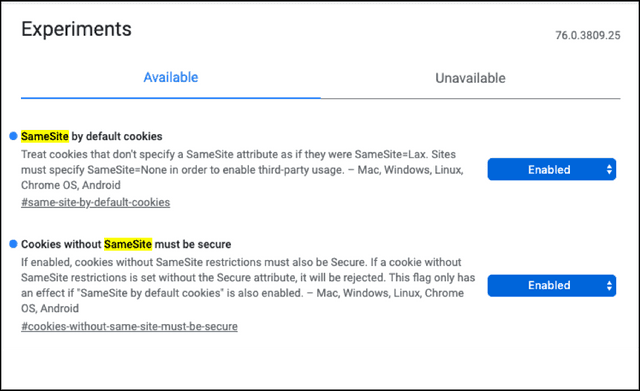 Experiments
76.0.3809.25
Available
Unavailable
SameSite by default cookies
Treat cookies that don't specify a SameSite attribute as if they were SameSite=Lax. Sites
must specify SameSite=None in order to enable third-party usage. – Mac, Windows, Linux,
Chrome OS, Android
#same-site-by-default-cookies
Enabled
Cookies without SameSite must be secure
If enabled, cookies without SameSite restrictions must also be Secure. If a cookie without
SameSite restrictions is set without the Secure attribute, it will be rejected. This flag only has
an effect if "SameSite by default cookies" is also enabled. – Mac, Windows, Linux, Chrome
OS, Android
#cookies-without-same-site-must-be-secure
Enabled